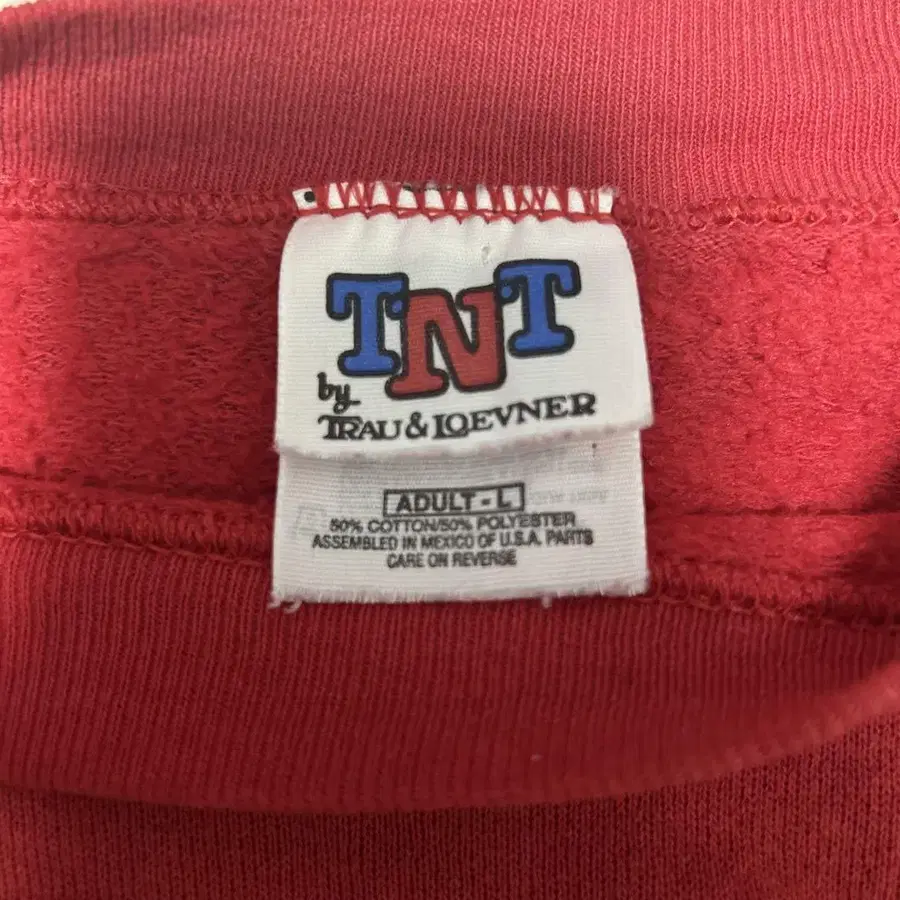 TNT
by
TRAU & LOEVNER
ADULT - L
50% COTTON/50% POLYESTER
ASSEMBLED IN MEXICO OF U.S.A. PARTS
CARE ON REVERSE